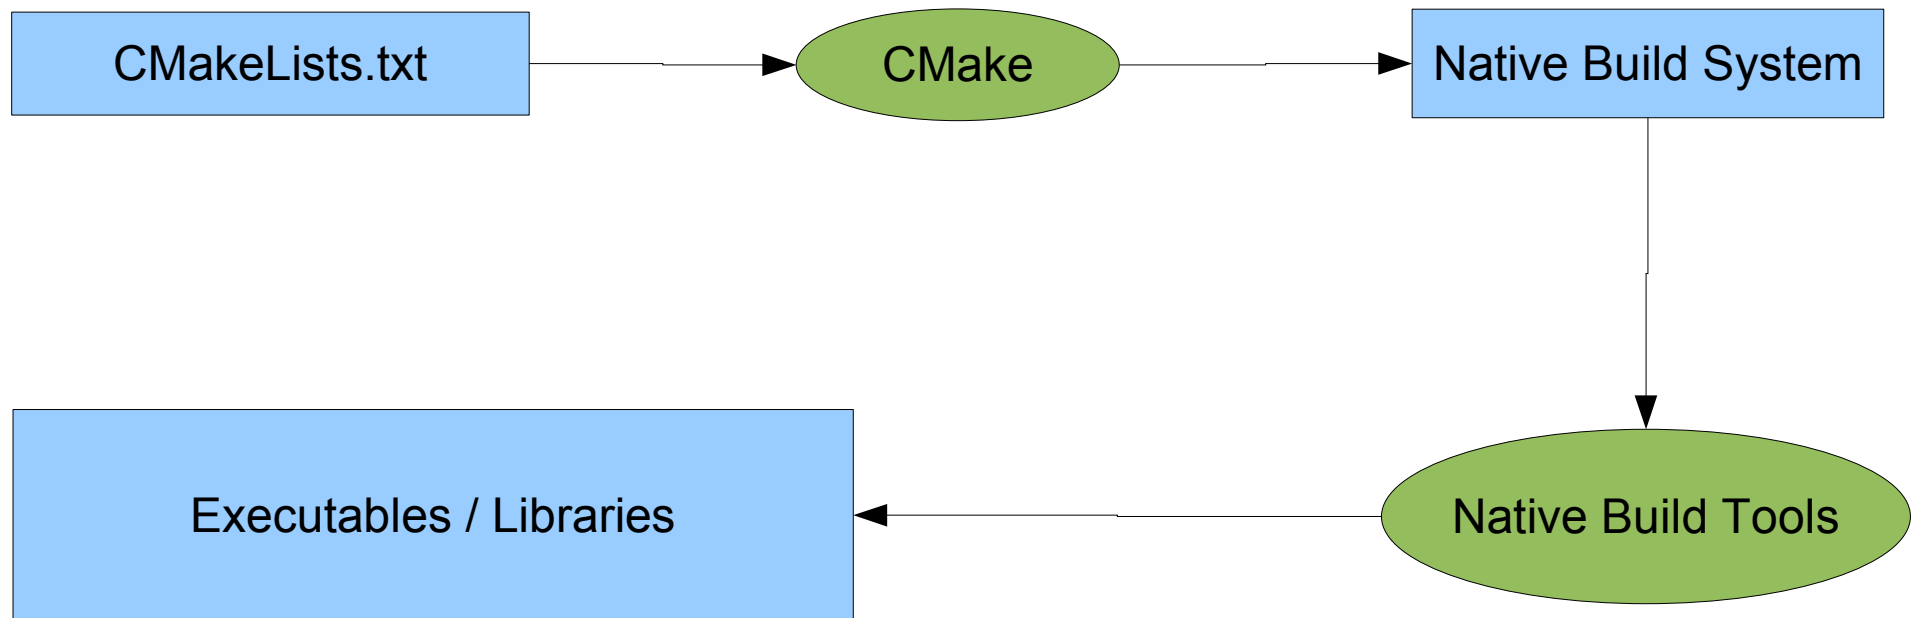 CMakeLists.txt
CMake
Native Build System
Executables / Libraries
Native Build Tools